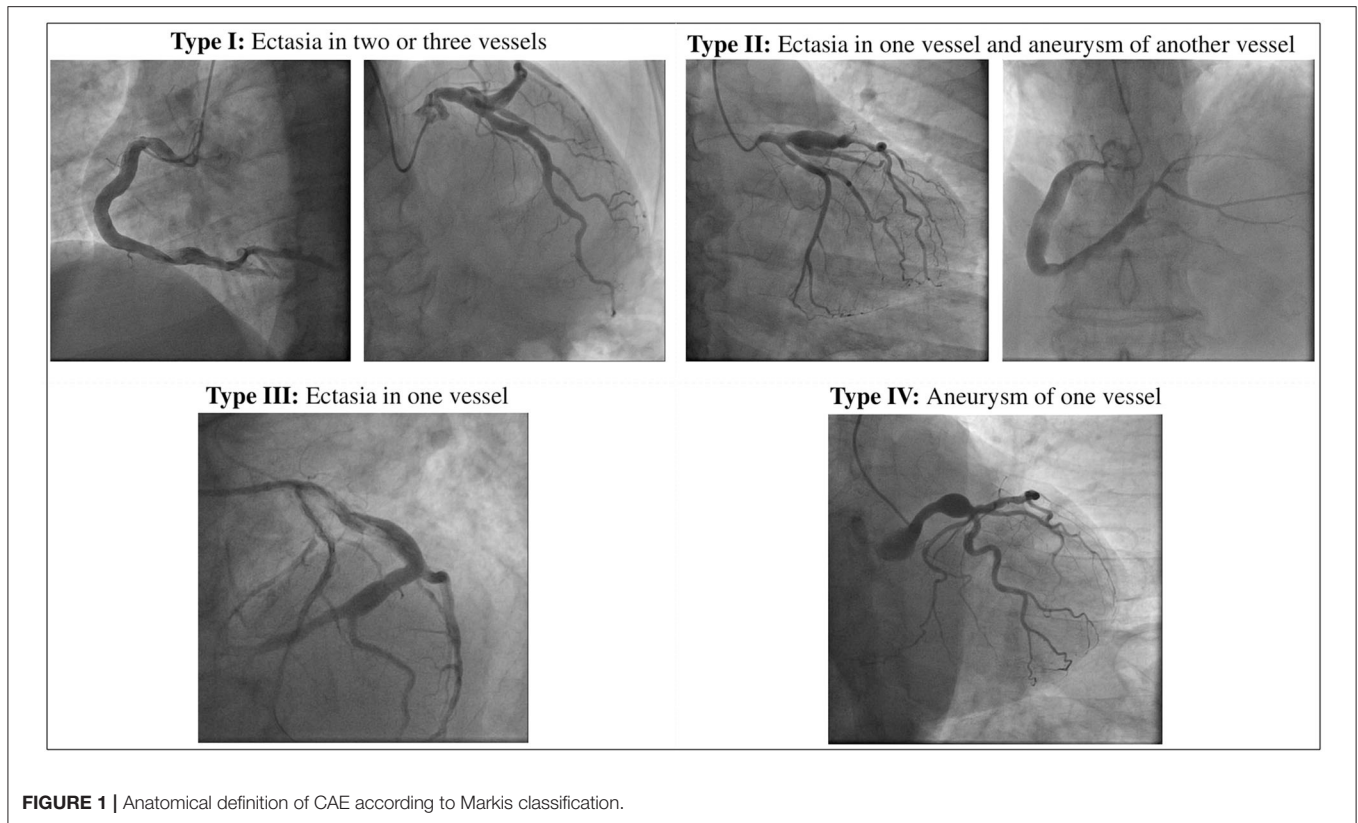 Type I: Ectasia in two or three vessels
Type II: Ectasia in one vessel and aneurysm of another vessel
Type III: Ectasia in one vessel
Type IV: Aneurysm of one vessel
FIGURE 1 | Anatomical definition of CAE according to Markis classification.